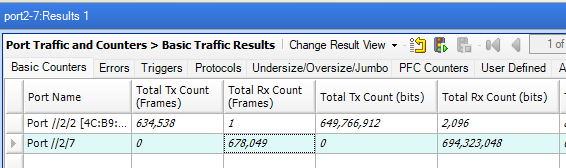 port2-7:Results 1
Port Traffic and Counters > Basic Traffic Results | Change Result View 1 of
Basic Counters Errors Triggers Protocols Undersize/Oversize/Jumbo PFC Counters User Defined A
Port Name Total Tx Count (Frames) Total Rx Count (Frames) Total Tx Count (bits) Total Rx Count (bits)
Port //2/2 [4C:B9:... 634,538 1 649,766,912 2,096
Port //2/7 0 678,049 0 694,323,048